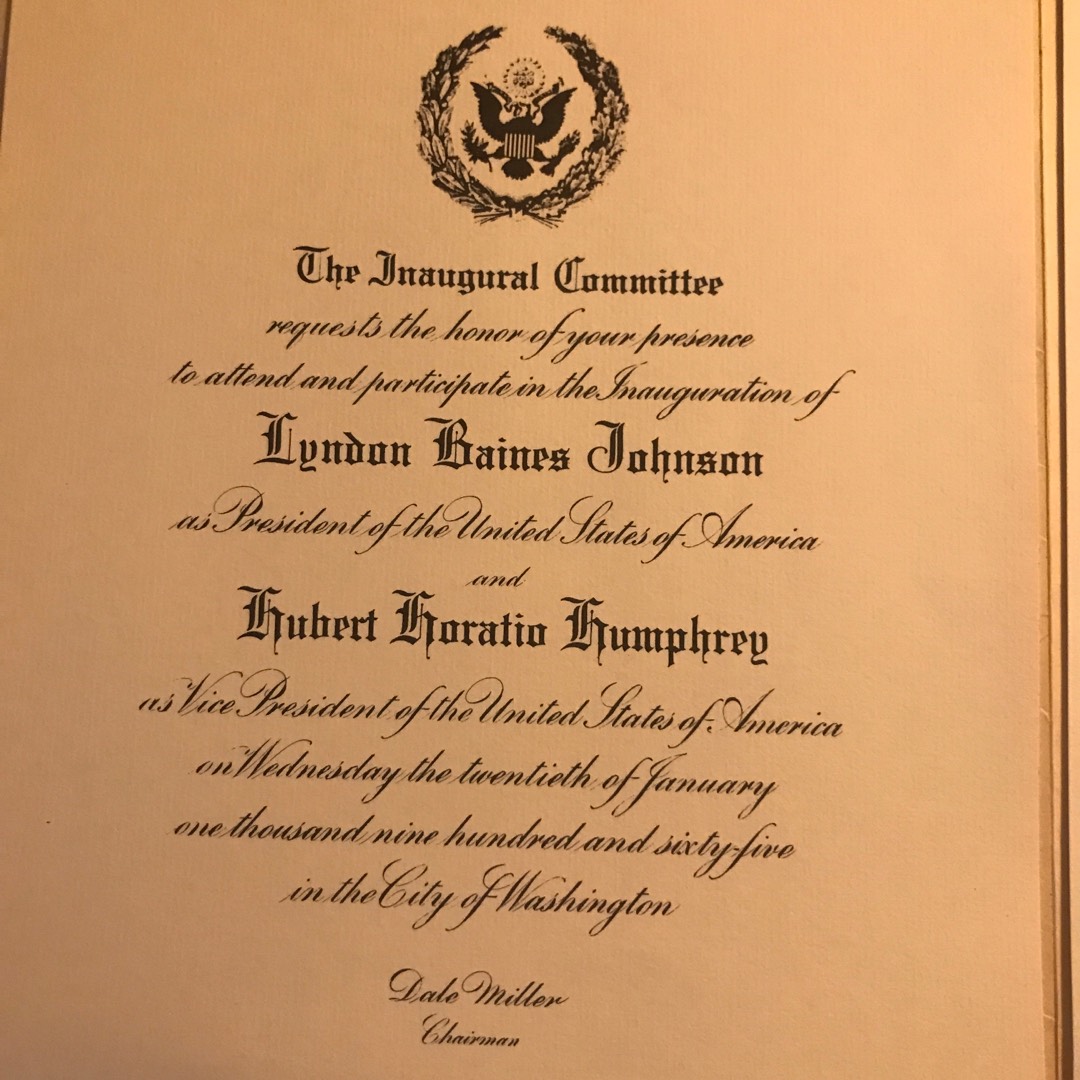 The Inaugural Committee
requests the honor of your presence
to attend and participate in the Inauguration of
Lyndon Baines Johnson
as President of the United States of America
and
Hubert Horatio Humphrey
as Vice President of the United States of America
on Wednesday the twentieth of January
one thousand nine hundred and sixty-five
in the City of Washington
Dale Miller
Chairman